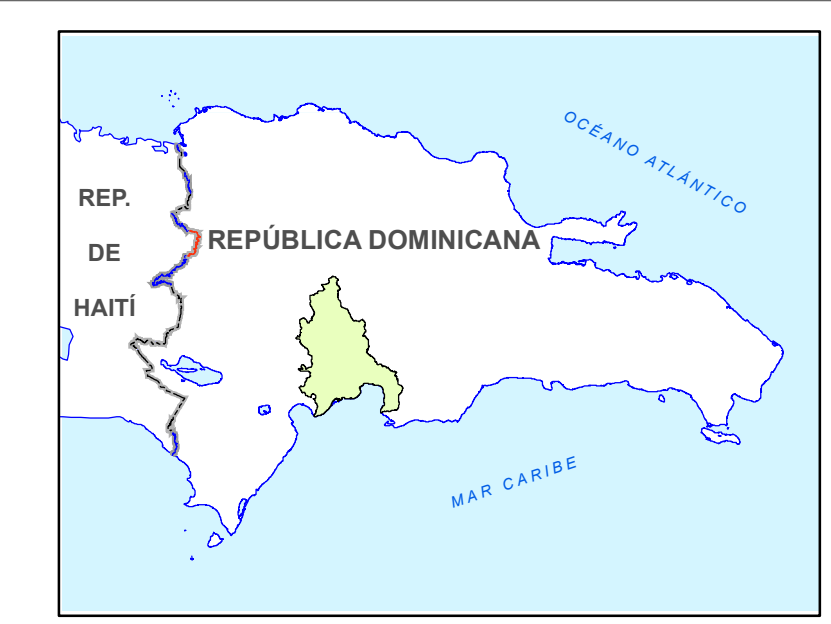 OCÉANO ATLÁNTICO
REP.
DE
HAITÍ
REPÚBLICA DOMINICANA
MAR CARIBE